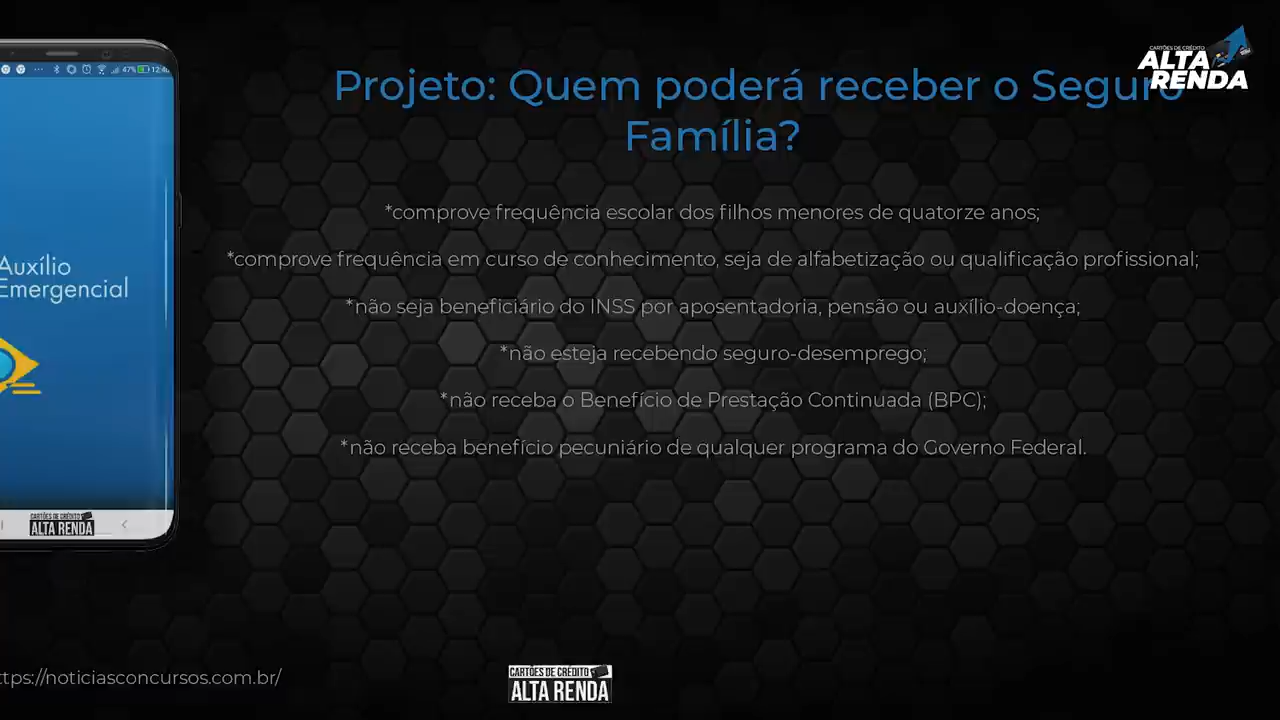 CARTÕES DE CRÉDITO
ALTA
RENDA
47% 12:4
Projeto: Quem poderá receber o Seguro
Família?
*comprove frequência escolar dos filhos menores de quatorze anos;
*comprove frequência em curso de conhecimento, seja de alfabetização ou qualificação profissional;
*não seja beneficiário do INSS por aposentadoria, pensão ou auxílio-doença;
*não esteja recebendo seguro-desemprego;
*não receba o Benefício de Prestação Continuada (BPC);
*não receba benefício pecuniário de qualquer programa do Governo Federal.
Auxílio
Emergencial
CARTÕES DE CRÉDITO
ALTA RENDA
ttps://noticiasconcursos.com.br/
CARTÕES DE CRÉDITO
ALTA RENDA